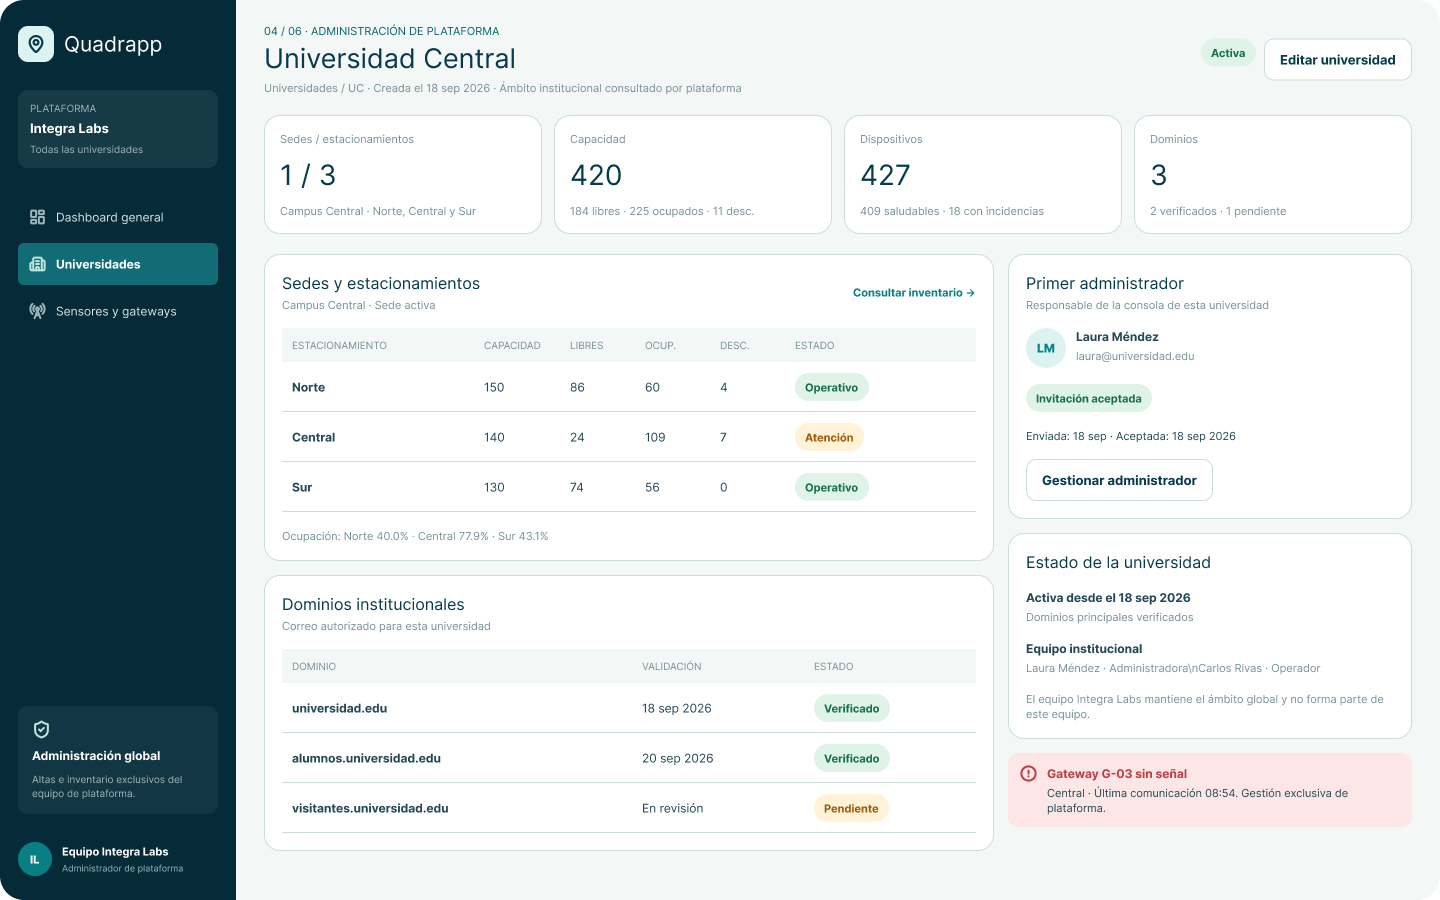 Quadrapp
PLATAFORMA
Integra Labs
Todas las universidades
Dashboard general
Universidades
Sensores y gateways
Administración global
Altas e inventario exclusivos del
equipo de plataforma.
IL
Equipo Integra Labs
Administrador de plataforma
04 / 06 · ADMINISTRACIÓN DE PLATAFORMA
Universidad Central
Universidades / UC · Creada el 18 sep 2026 · Ámbito institucional consultado por plataforma
Activa
Editar universidad
Sedes / estacionamientos
1 / 3
Campus Central · Norte, Central y Sur
Capacidad
420
184 libres · 225 ocupados · 11 desc.
Dispositivos
427
409 saludables · 18 con incidencias
Dominios
3
2 verificados · 1 pendiente
Sedes y estacionamientos
Campus Central · Sede activa
Consultar inventario →
ESTACIONAMIENTO CAPACIDAD LIBRES OCUP. DESC. ESTADO
Norte 150 86 60 4 Operativo
Central 140 24 109 7 Atención
Sur 130 74 56 0 Operativo
Ocupación: Norte 40.0% · Central 77.9% · Sur 43.1%
Dominios institucionales
Correo autorizado para esta universidad
DOMINIO VALIDACIÓN ESTADO
universidad.edu 18 sep 2026 Verificado
alumnos.universidad.edu 20 sep 2026 Verificado
visitantes.universidad.edu En revisión Pendiente
Primer administrador
Responsable de la consola de esta universidad
LM
Laura Méndez
laura@universidad.edu
Invitación aceptada
Enviada: 18 sep · Aceptada: 18 sep 2026
Gestionar administrador
Estado de la universidad
Activa desde el 18 sep 2026
Dominios principales verificados
Equipo institucional
Laura Méndez · Administradora\nCarlos Rivas · Operador
El equipo Integra Labs mantiene el ámbito global y no forma parte de
este equipo.
Gateway G-03 sin señal
Central · Última comunicación 08:54. Gestión exclusiva de
plataforma.